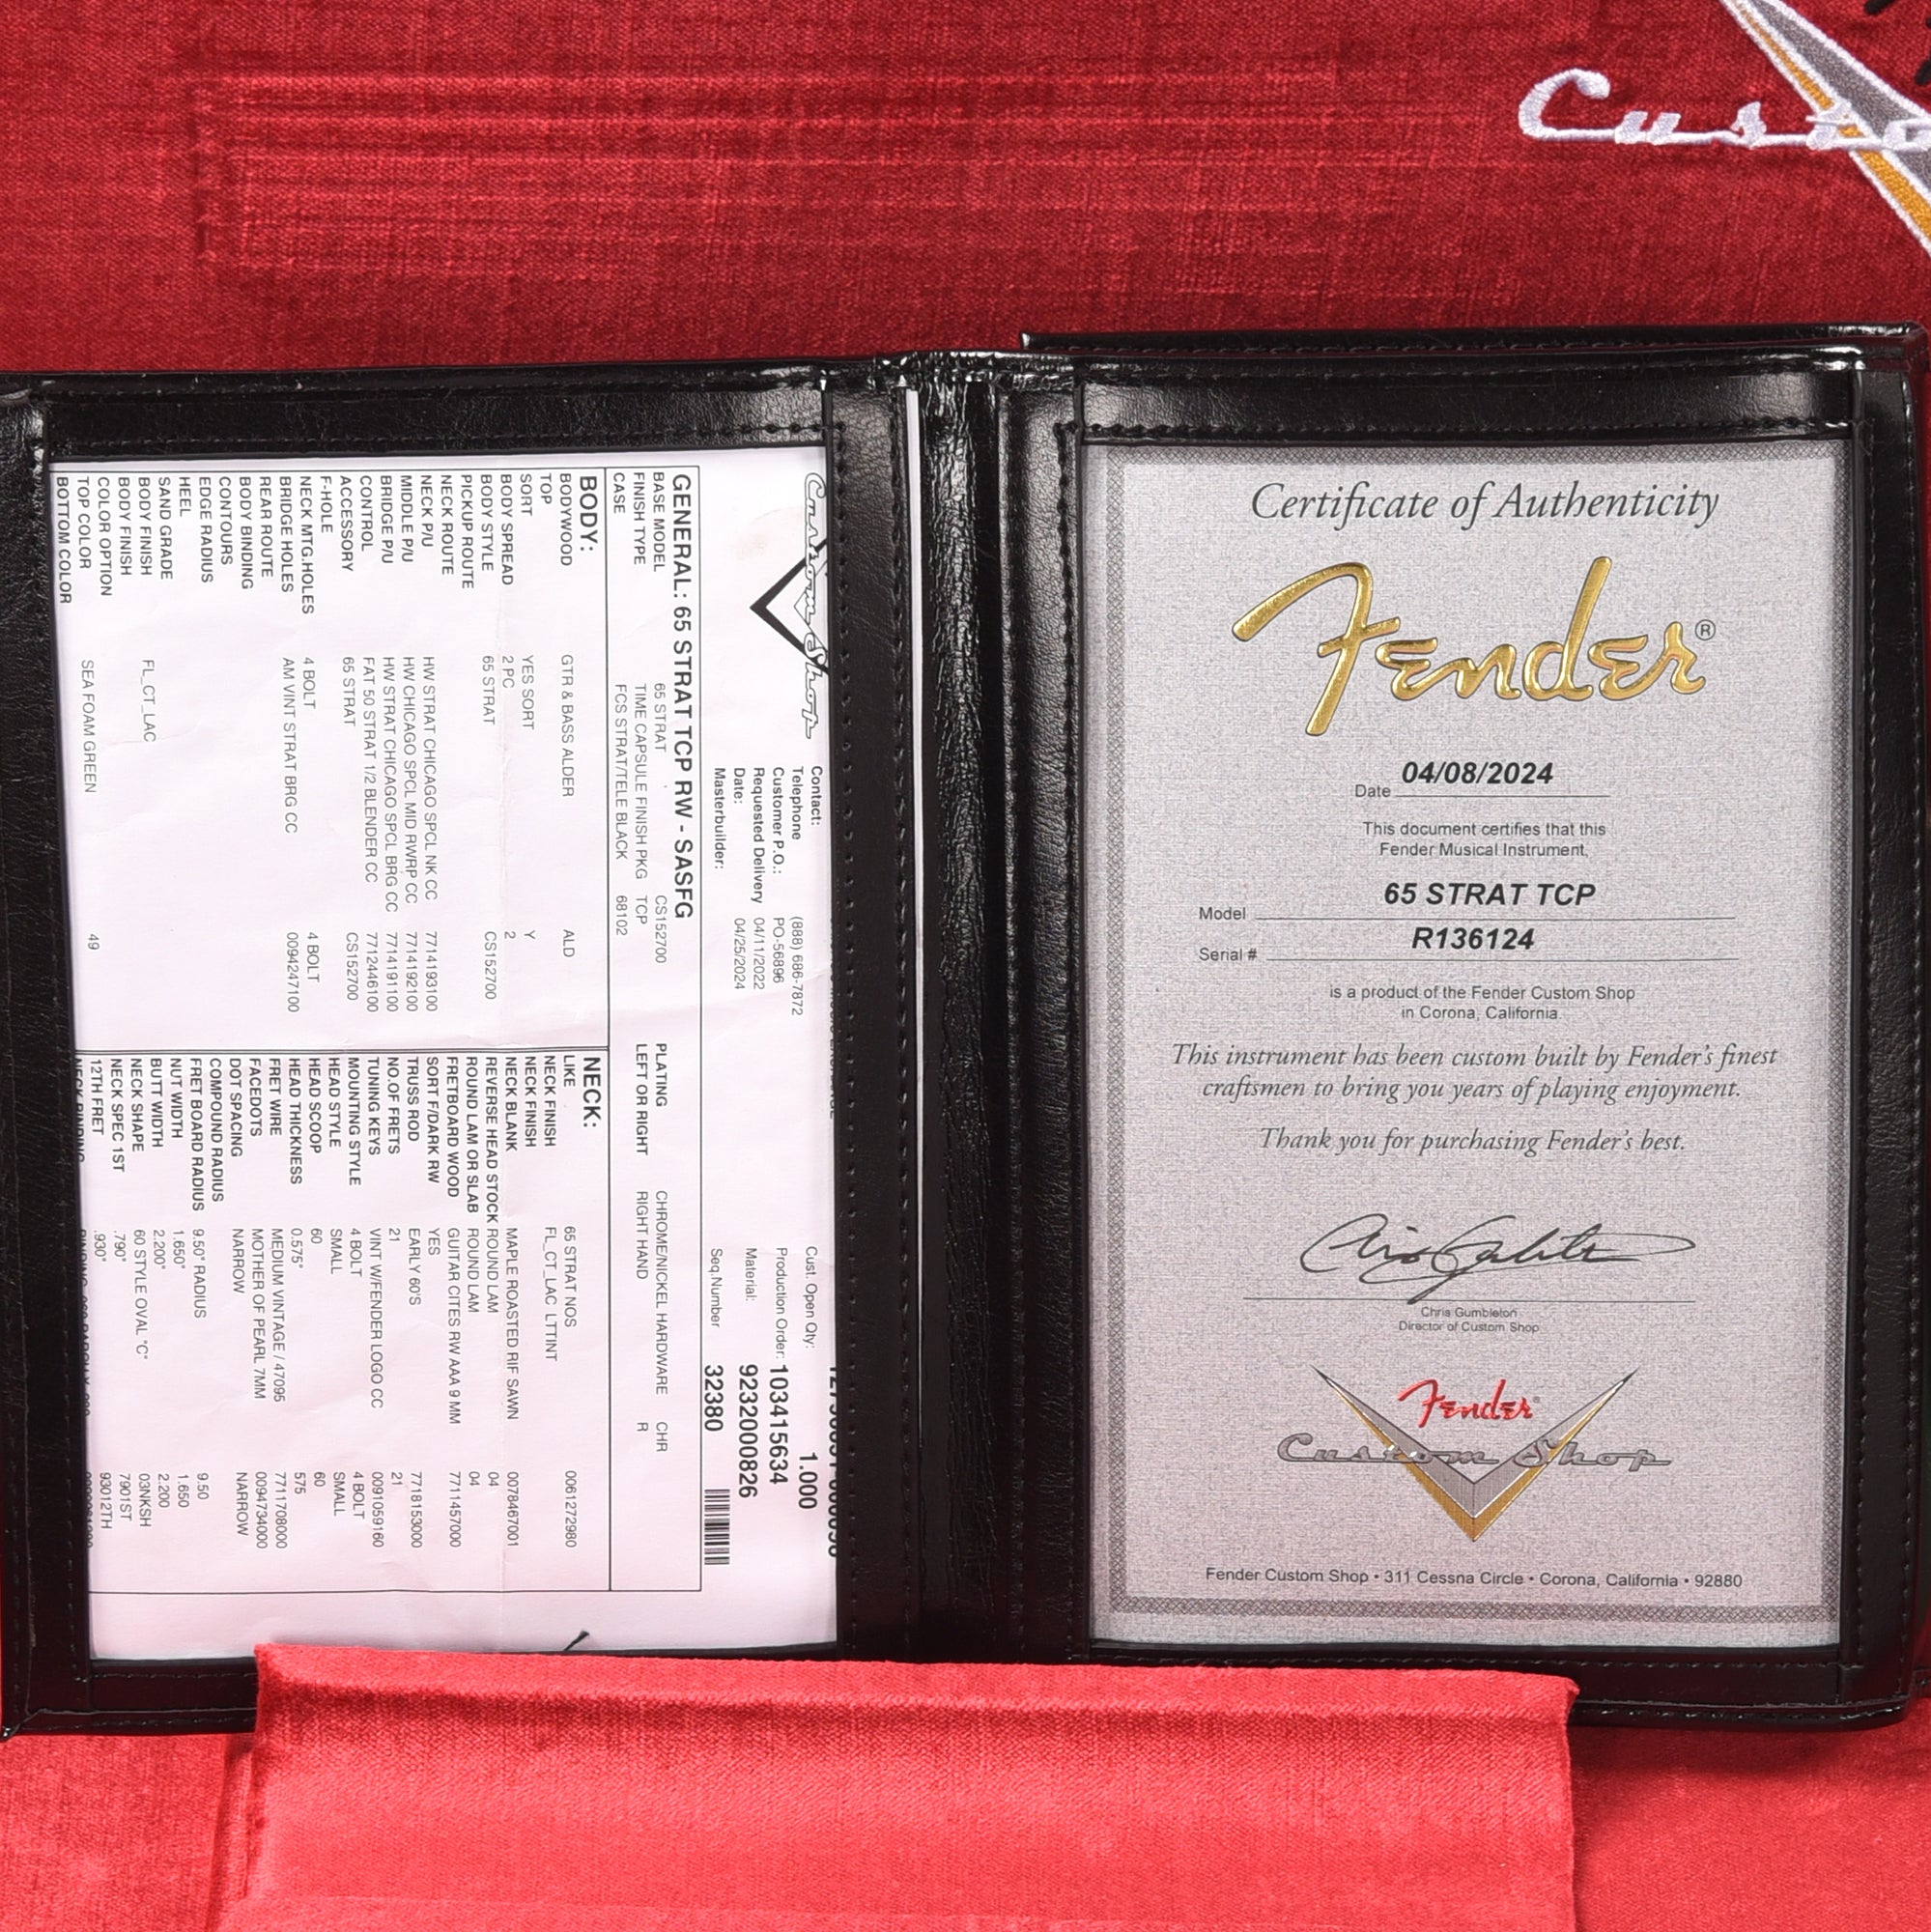 Custo
Custom Shop
Contact:
Telephone (888) 686-7872
Customer P.O.: PO-56896
Requested Delivery 04/11/2022
Date: 04/25/2024
Masterbuilder:
Cust. Open Qty: 1.000
Production Order: 103415634
Material: 9232000826
Seq.Number 32380
GENERAL: 65 STRAT TCP RW - SASFG
BASE MODEL 65 STRAT CS152700
FINISH TYPE TIME CAPSULE FINISH PKG TCP
CASE FCS STRAT/TELE BLACK 68102
PLATING CHROME/NICKEL HARDWARE CHR
LEFT OR RIGHT RIGHT HAND R
BODY:
BODYWOOD GTR & BASS ALDER ALD
TOP
SORT YES SORT Y
BODY SPREAD 2 PC 2
BODY STYLE 65 STRAT CS152700
PICKUP ROUTE
NECK ROUTE
NECK P/U HW STRAT CHICAGO SPCL NK CC 7714193100
MIDDLE P/U HW CHICAGO SPCL MID RWRP CC 7714192100
BRIDGE P/U HW STRAT CHICAGO SPCL BRG CC 7714191100
CONTROL FAT 50 STRAT 1/2 BLENDER CC 7712446100
ACCESSORY 65 STRAT CS152700
F-HOLE
NECK MTG.HOLES 4 BOLT 4 BOLT
BRIDGE HOLES AM VINT STRAT BRG CC 0094247100
REAR ROUTE
BODY BINDING
CONTOURS
EDGE RADIUS
HEEL
SAND GRADE
BODY FINISH FL_CT_LAC
BODY FINISH
COLOR OPTION
TOP COLOR SEA FOAM GREEN 49
BOTTOM COLOR
NECK:
LIKE 65 STRAT NOS 0061272980
NECK FINISH FL_CT_LAC LTTINT
NECK FINISH
NECK BLANK MAPLE ROASTED RIF SAWN 0078467001
REVERSE HEAD STOCK ROUND LAM 04
ROUND LAM OR SLAB ROUND LAM 04
FRETBOARD WOOD GUITAR CITES RW AAA 9 MM 7711457000
SORT F/DARK RW YES
TRUSS ROD EARLY 60'S 7718153000
NO.OF FRETS 21 21
TUNING KEYS VINT W/FENDER LOGO CC 0091059160
MOUNTING STYLE 4 BOLT 4 BOLT
HEAD STYLE SMALL SMALL
HEAD SCOOP 60 60
HEAD THICKNESS 0.575" 575
FRET WIRE MEDIUM VINTAGE / 47095 7711708000
FACEDOTS MOTHER OF PEARL 7MM 0094734000
DOT SPACING NARROW NARROW
COMPOUND RADIUS
FRET BOARD RADIUS 9.50" RADIUS 9.50
NUT WIDTH 1.650" 1.650
BUTT WIDTH 2.200" 2.200
NECK SHAPE 60 STYLE OVAL "C" 03NKSH
NECK SPEC 1ST .790" 7901ST
12TH FRET .930" 93012TH
NECK BINDING
Certificate of Authenticity
Fender®
04/08/2024
Date
This document certifies that this
Fender Musical Instrument,
65 STRAT TCP
Model
R136124
Serial #
is a product of the Fender Custom Shop
in Corona, California.
This instrument has been custom built by Fender's finest
craftsmen to bring you years of playing enjoyment.
Thank you for purchasing Fender's best.
Chris Gumbleton
Director of Custom Shop
Fender
Custom Shop
Fender Custom Shop • 311 Cessna Circle • Corona, California • 92880